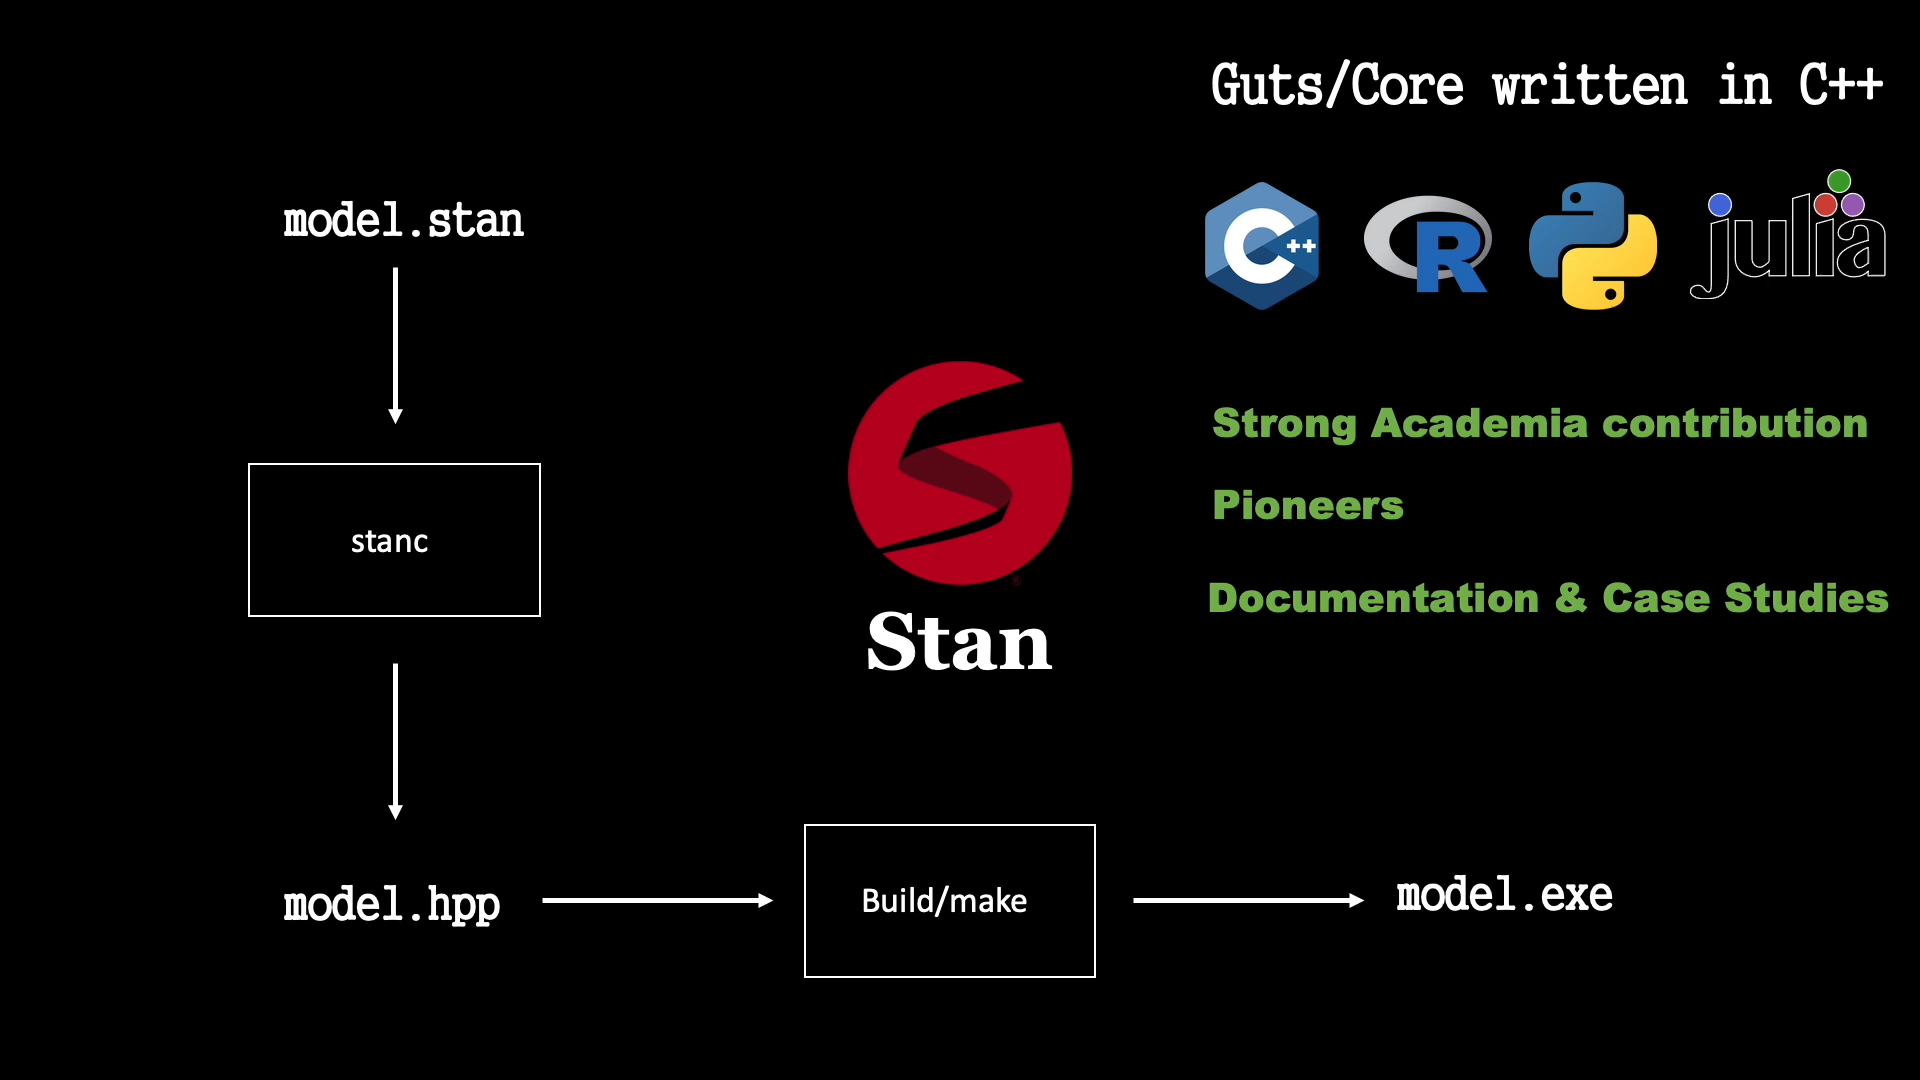 Guts/Core written in C++
C++
R
julia
model.stan
Strong Academia contribution
Pioneers
stanc
Documentation & Case Studies
®
Stan
model.hpp
Build/make
model.exe